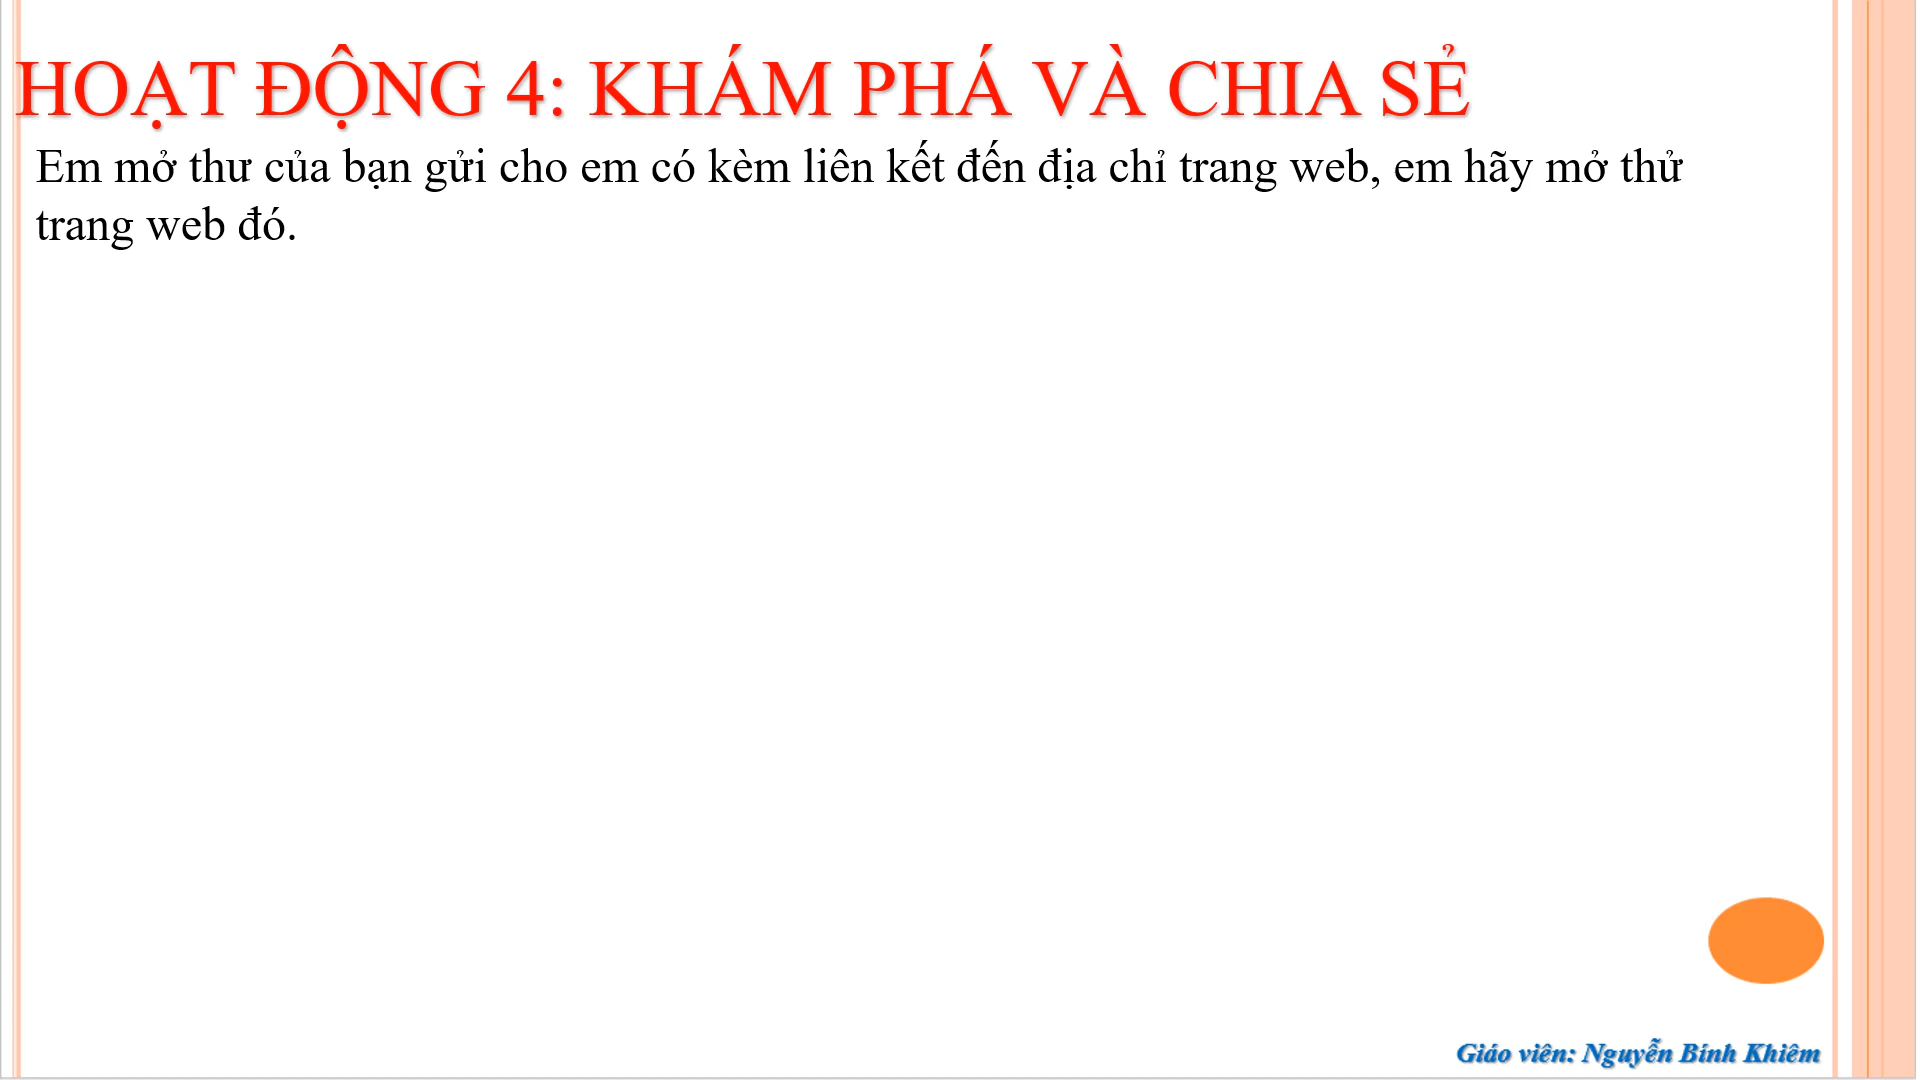 HOẠT ĐỘNG 4: KHÁM PHÁ VÀ CHIA SẺ
Em mở thư của bạn gửi cho em có kèm liên kết đến địa chỉ trang web, em hãy mở thử
trang web đó.
Giáo viên: Nguyễn Bính Khiêm